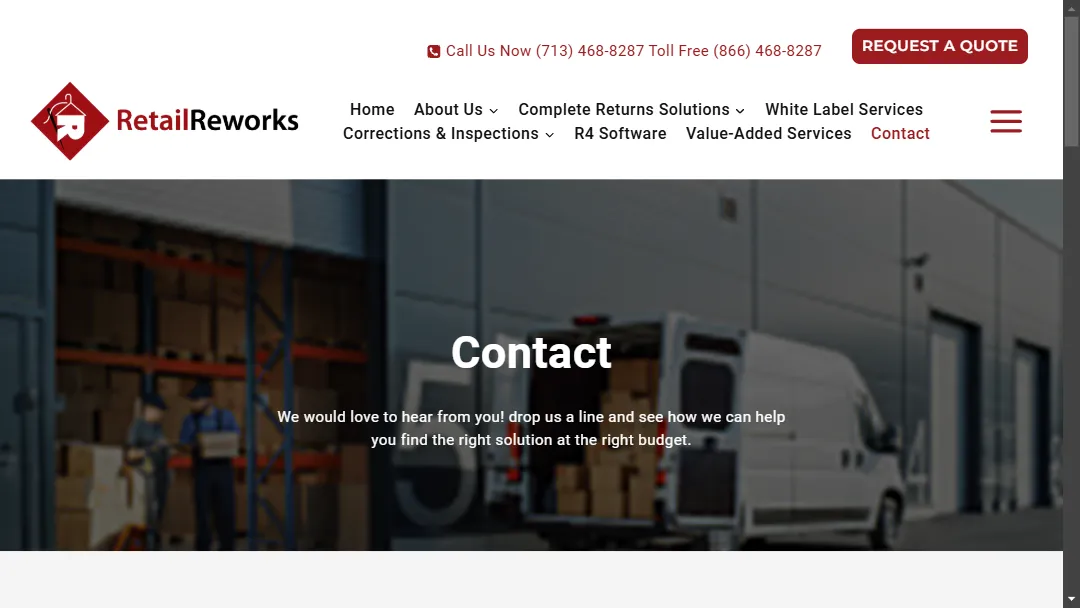 Call Us Now (713) 468-8287 Toll Free (866) 468-8287
REQUEST A QUOTE
RetailReworks
Home About Us Complete Returns Solutions White Label Services
Corrections & Inspections R4 Software Value-Added Services Contact
5
Contact
We would love to hear from you! drop us a line and see how we can help
you find the right solution at the right budget.